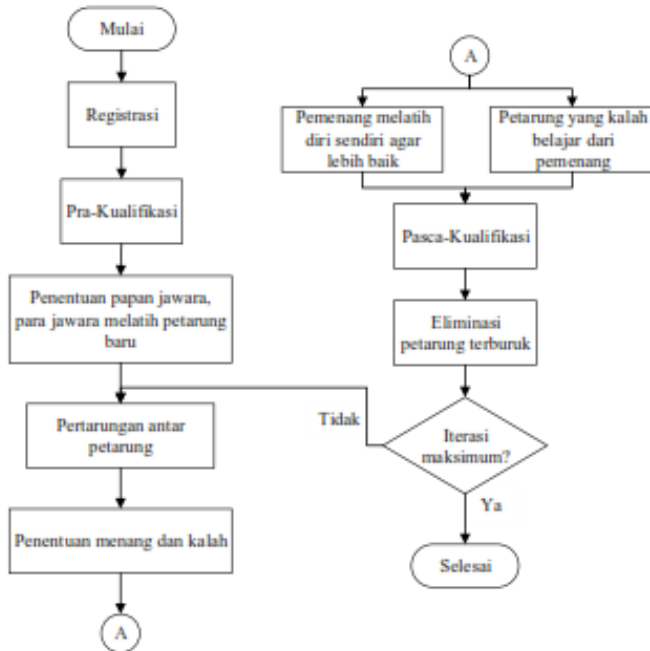 Mulai
Registrasi
Pra-Kualifikasi
Penentuan papan jawara,
para jawara melatih petarung
baru
Pertarungan antar
petarung
Penentuan menang dan kalah
A
A
Pemenang melatih
diri sendiri agar
lebih baik
Petarung yang kalah
belajar dari
pemenang
Pasca-Kualifikasi
Eliminasi
petarung terburuk
Iterasi
maksimum?
Tidak
Ya
Selesai